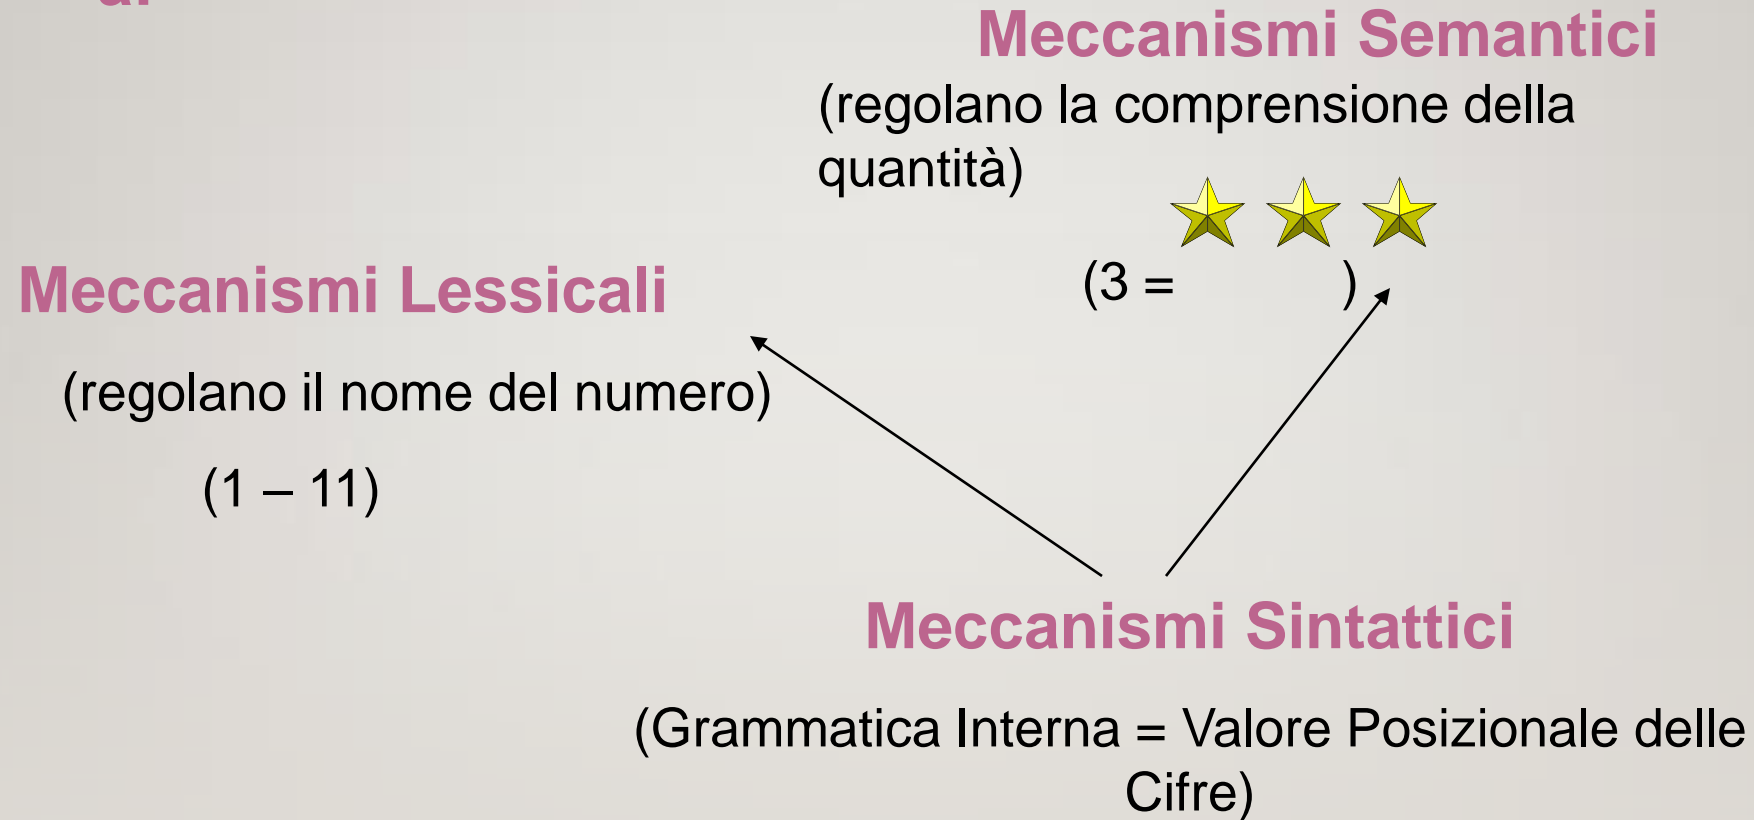 Meccanismi Semantici
(regolano la comprensione della
quantità)
(3 = )
Meccanismi Lessicali
(regolano il nome del numero)
(1 – 11)
Meccanismi Sintattici
(Grammatica Interna = Valore Posizionale delle
Cifre)